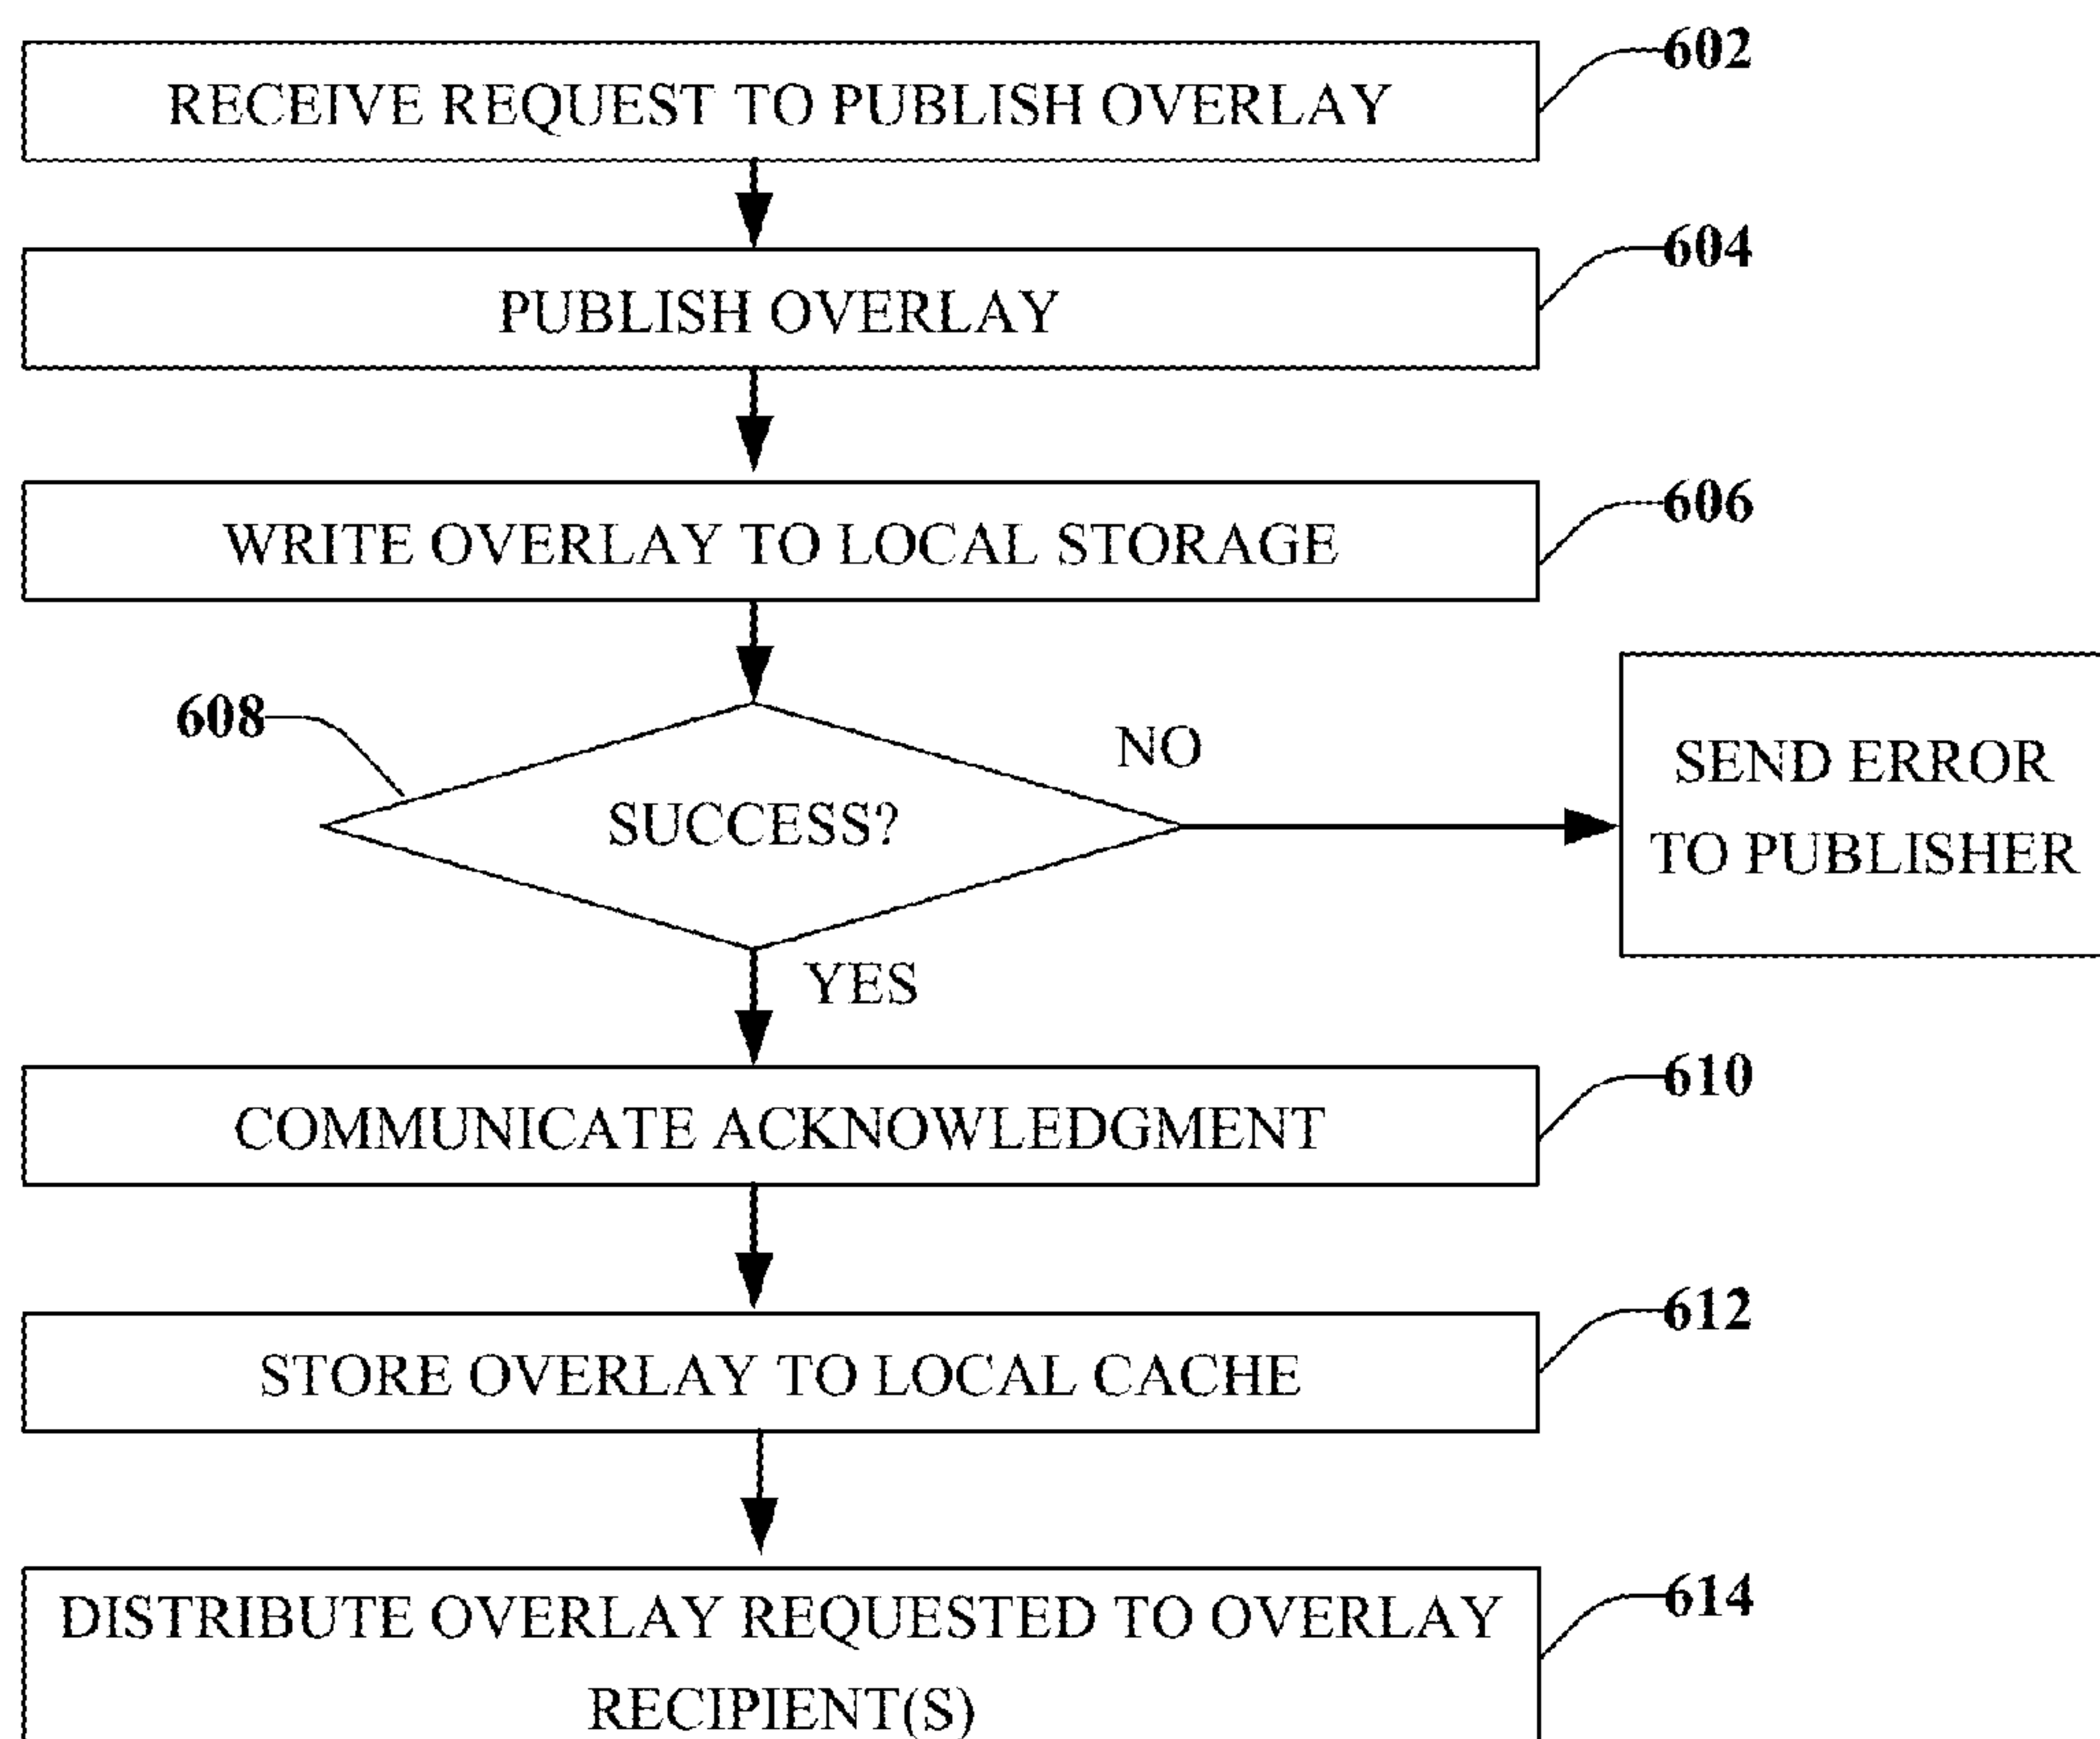 602
RECEIVE REQUEST TO PUBLISH OVERLAY
604
PUBLISH OVERLAY
606
WRITE OVERLAY TO LOCAL STORAGE
608
SUCCESS?
NO
SEND ERROR
TO PUBLISHER
YES
610
COMMUNICATE ACKNOWLEDGMENT
612
STORE OVERLAY TO LOCAL CACHE
614
DISTRIBUTE OVERLAY REQUESTED TO OVERLAY
RECIPIENT(S)